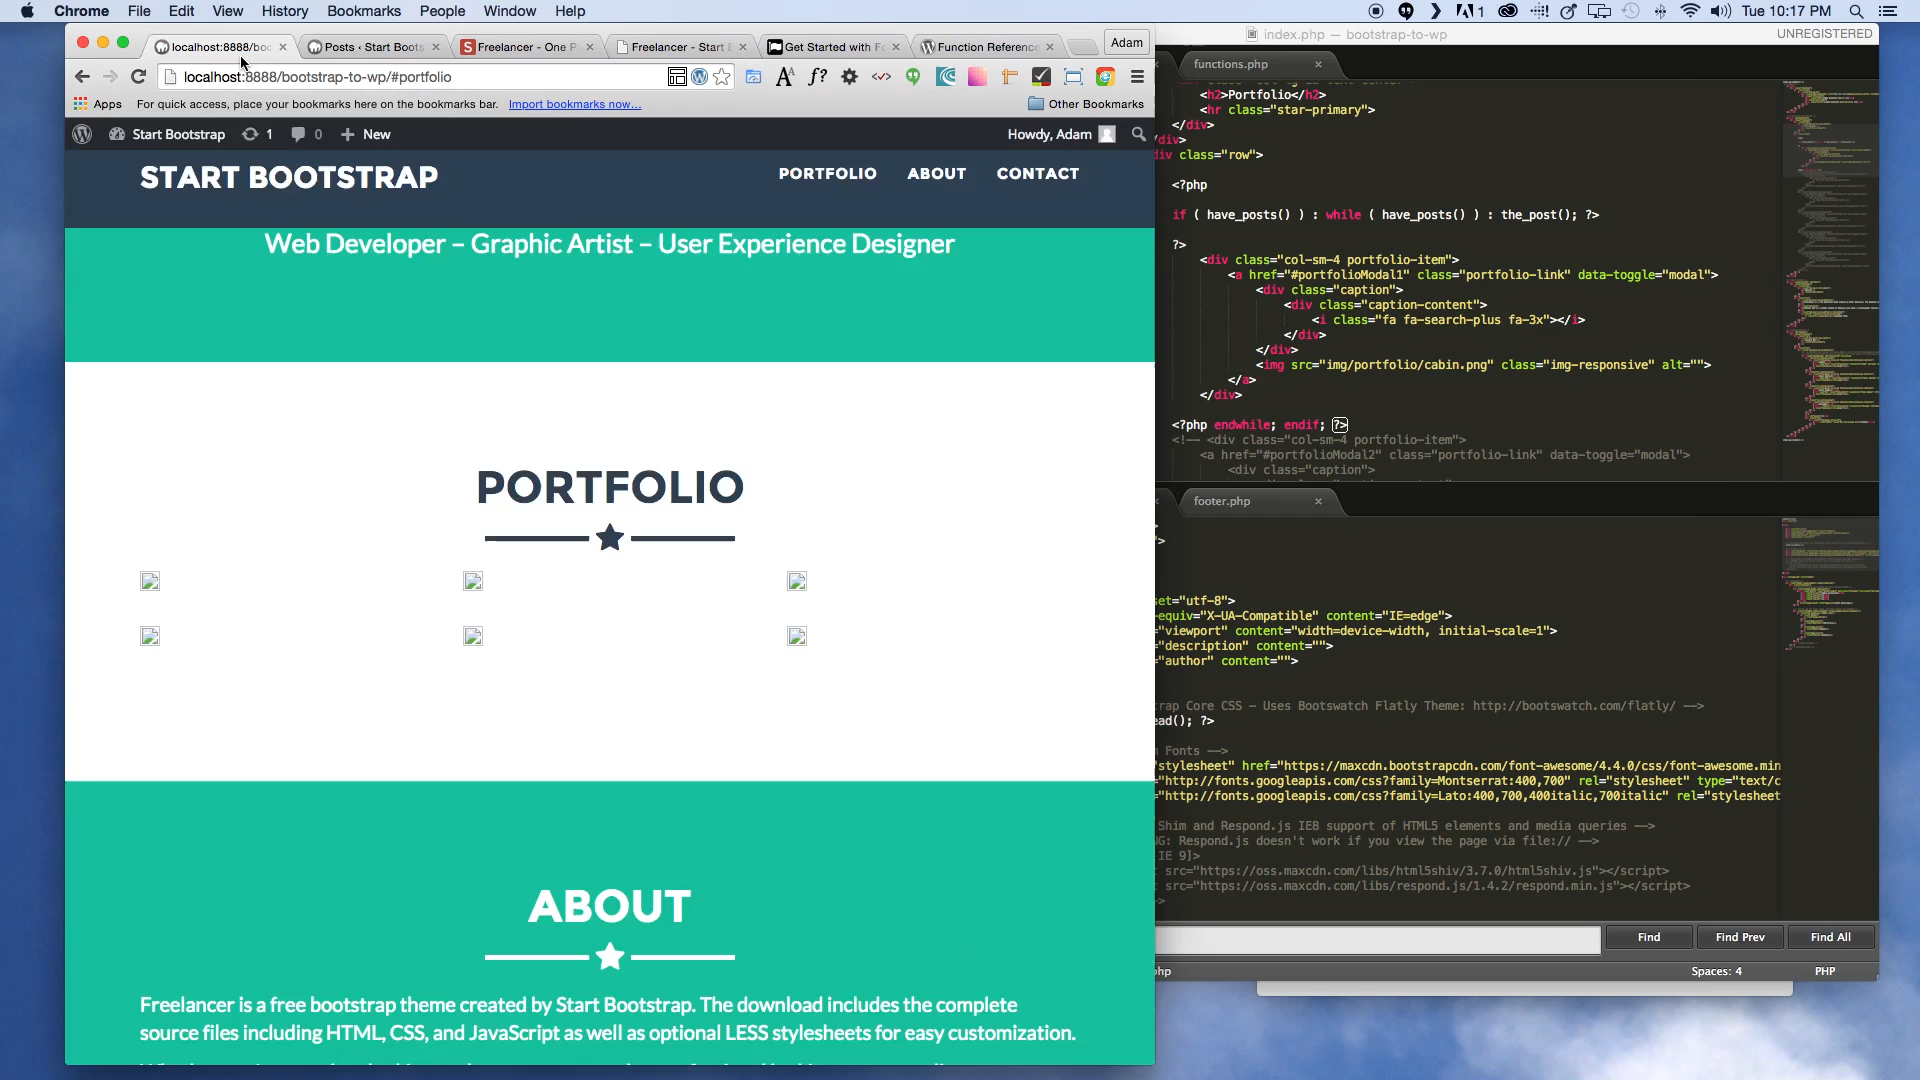 Chrome File Edit View History Bookmarks People Window Help
1 Tue 10:17 PM
localhost:8888/boo
Posts ‹ Start Boots
Freelancer - One P
Freelancer - Start
Get Started with Fo
Function Reference
Adam
localhost:8888/bootstrap-to-wp/#portfolio
Apps For quick access, place your bookmarks here on the bookmarks bar. Import bookmarks now... Other Bookmarks
Start Bootstrap 1 0 New Howdy, Adam
START BOOTSTRAP PORTFOLIO ABOUT CONTACT
Web Developer – Graphic Artist – User Experience Designer
PORTFOLIO
ABOUT
Freelancer is a free bootstrap theme created by Start Bootstrap. The download includes the complete
source files including HTML, CSS, and JavaScript as well as optional LESS stylesheets for easy customization.
index.php — bootstrap-to-wp UNREGISTERED
functions.php
<h2>Portfolio</h2>
<hr class="star-primary">
</div>
/div>
iv class="row">
<?php
if ( have_posts() ) : while ( have_posts() ) : the_post(); ?>
?>
<div class="col-sm-4 portfolio-item">
<a href="#portfolioModal1" class="portfolio-link" data-toggle="modal">
<div class="caption">
<div class="caption-content">
<i class="fa fa-search-plus fa-3x"></i>
</div>
</div>
<img src="img/portfolio/cabin.png" class="img-responsive" alt="">
</a>
</div>
<?php endwhile; endif; ?>
<!-- <div class="col-sm-4 portfolio-item">
<a href="#portfolioModal2" class="portfolio-link" data-toggle="modal">
<div class="caption">
footer.php
>
">
set="utf-8">
equiv="X-UA-Compatible" content="IE=edge">
="viewport" content="width=device-width, initial-scale=1">
="description" content="">
="author" content="">
trap Core CSS - Uses Bootswatch Flatly Theme: http://bootswatch.com/flatly/ -->
ead(); ?>
m Fonts -->
"stylesheet" href="https://maxcdn.bootstrapcdn.com/font-awesome/4.4.0/css/font-awesome.min
"http://fonts.googleapis.com/css?family=Montserrat:400,700" rel="stylesheet" type="text/c
"http://fonts.googleapis.com/css?family=Lato:400,700,400italic,700italic" rel="stylesheet
Shim and Respond.js IE8 support of HTML5 elements and media queries -->
NG: Respond.js doesn't work if you view the page via file:// -->
IE 9]>
t src="https://oss.maxcdn.com/libs/html5shiv/3.7.0/html5shiv.js"></script>
t src="https://oss.maxcdn.com/libs/respond.js/1.4.2/respond.min.js"></script>
->
Find Find Prev Find All
php Spaces: 4 PHP